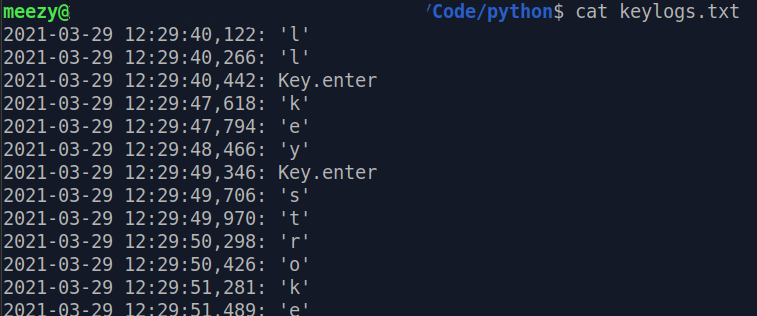 meezy@ /Code/python$ cat keylogs.txt
2021-03-29 12:29:40,122: 'l'
2021-03-29 12:29:40,266: 'l'
2021-03-29 12:29:40,442: Key.enter
2021-03-29 12:29:47,618: 'k'
2021-03-29 12:29:47,794: 'e'
2021-03-29 12:29:48,466: 'y'
2021-03-29 12:29:49,346: Key.enter
2021-03-29 12:29:49,706: 's'
2021-03-29 12:29:49,970: 't'
2021-03-29 12:29:50,298: 'r'
2021-03-29 12:29:50,426: 'o'
2021-03-29 12:29:51,281: 'k'
2021-03-29 12:29:51,489: 'e'